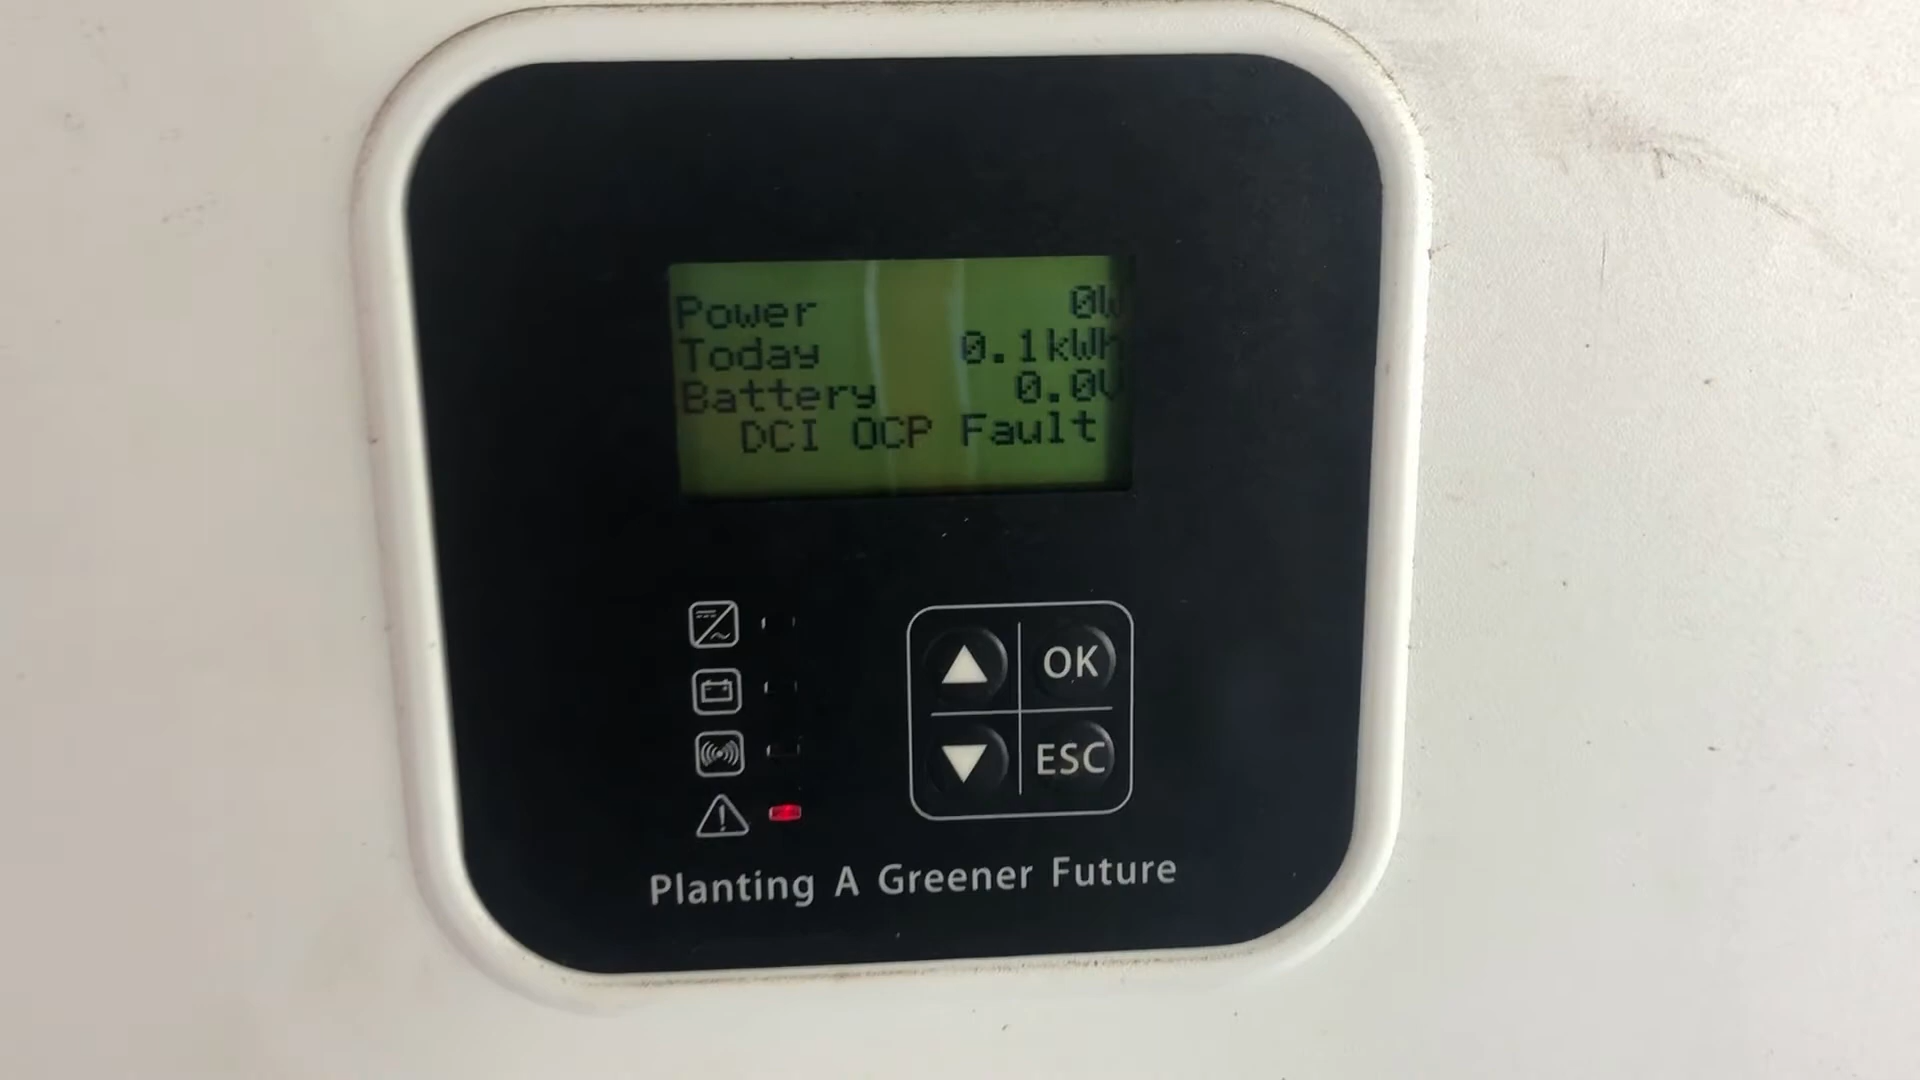 Power 0W
Today 0.1kWh
Battery 0.0V
DCI OCP Fault
OK
ESC
Planting A Greener Future